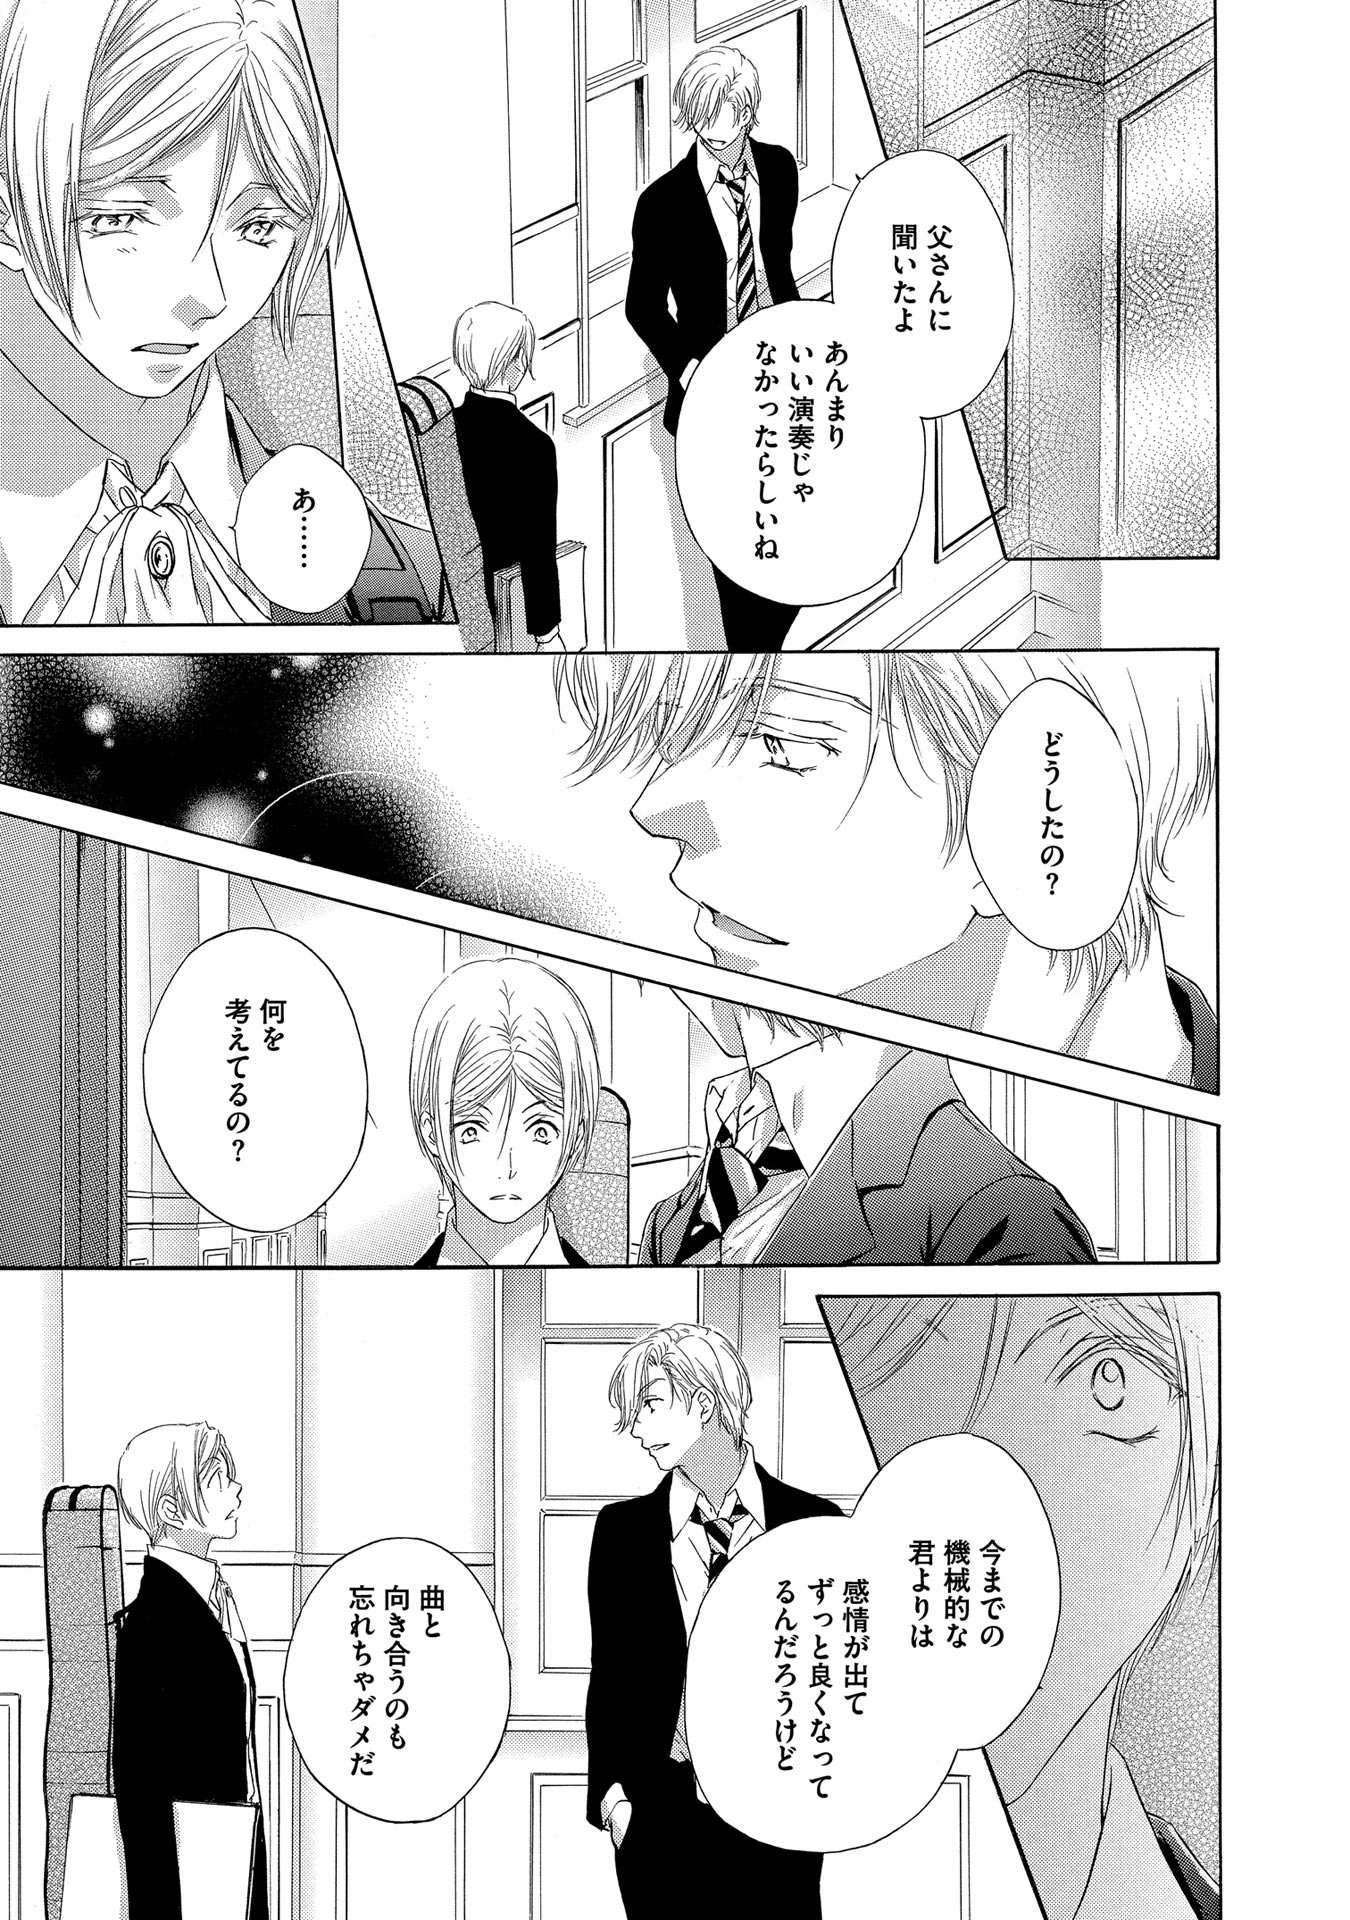 父さんに
聞いたよ
あんまり
いい演奏じゃ
なかったらしいね
あ……
どうしたの？
何を
考えてるの？
今までの
機械的な
君よりは
感情が出て
ずっと良くなって
るんだろうけど
曲と
向き合うのも
忘れちゃダメだ